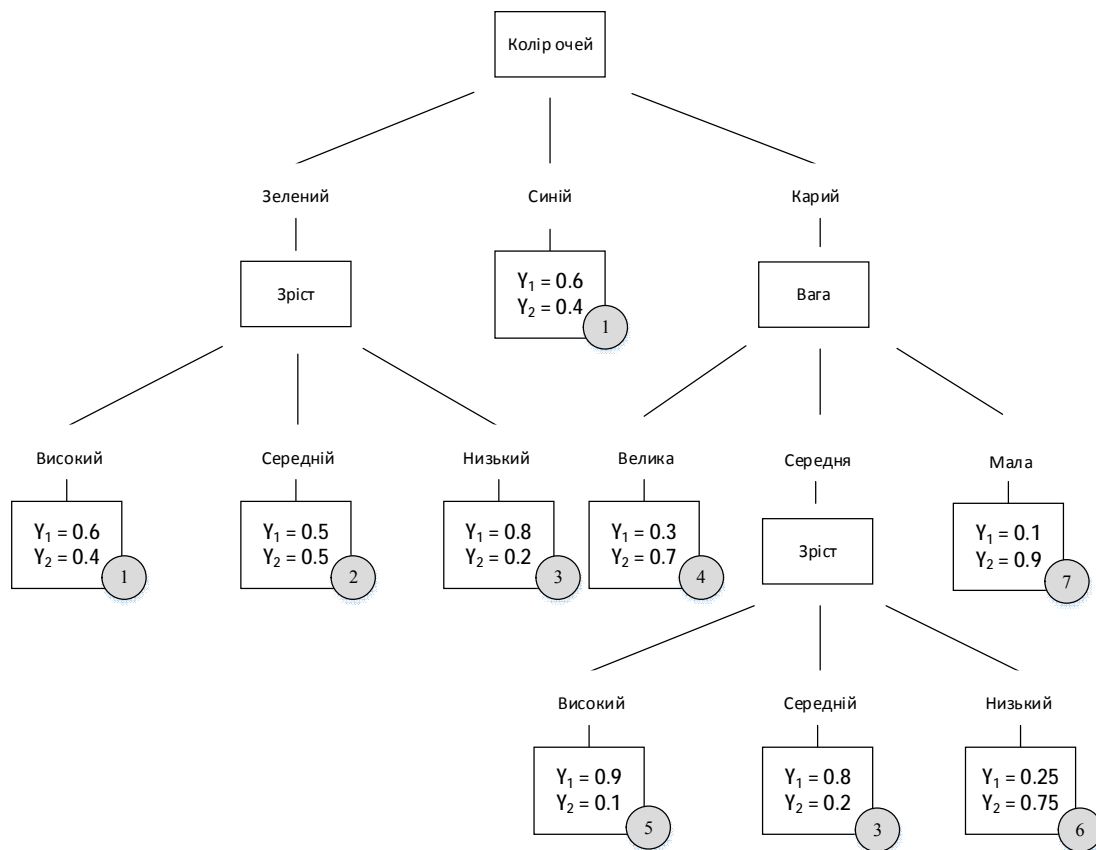 Колір очей
Зелений
Синій
Карий
Зріст
Y₁ = 0.6
Y₂ = 0.4
1
Вага
Високий
Середній
Низький
Велика
Середня
Мала
Y₁ = 0.6
Y₂ = 0.4
1
Y₁ = 0.5
Y₂ = 0.5
2
Y₁ = 0.8
Y₂ = 0.2
3
Y₁ = 0.3
Y₂ = 0.7
4
Зріст
Y₁ = 0.1
Y₂ = 0.9
7
Високий
Середній
Низький
Y₁ = 0.9
Y₂ = 0.1
5
Y₁ = 0.8
Y₂ = 0.2
3
Y₁ = 0.25
Y₂ = 0.75
6